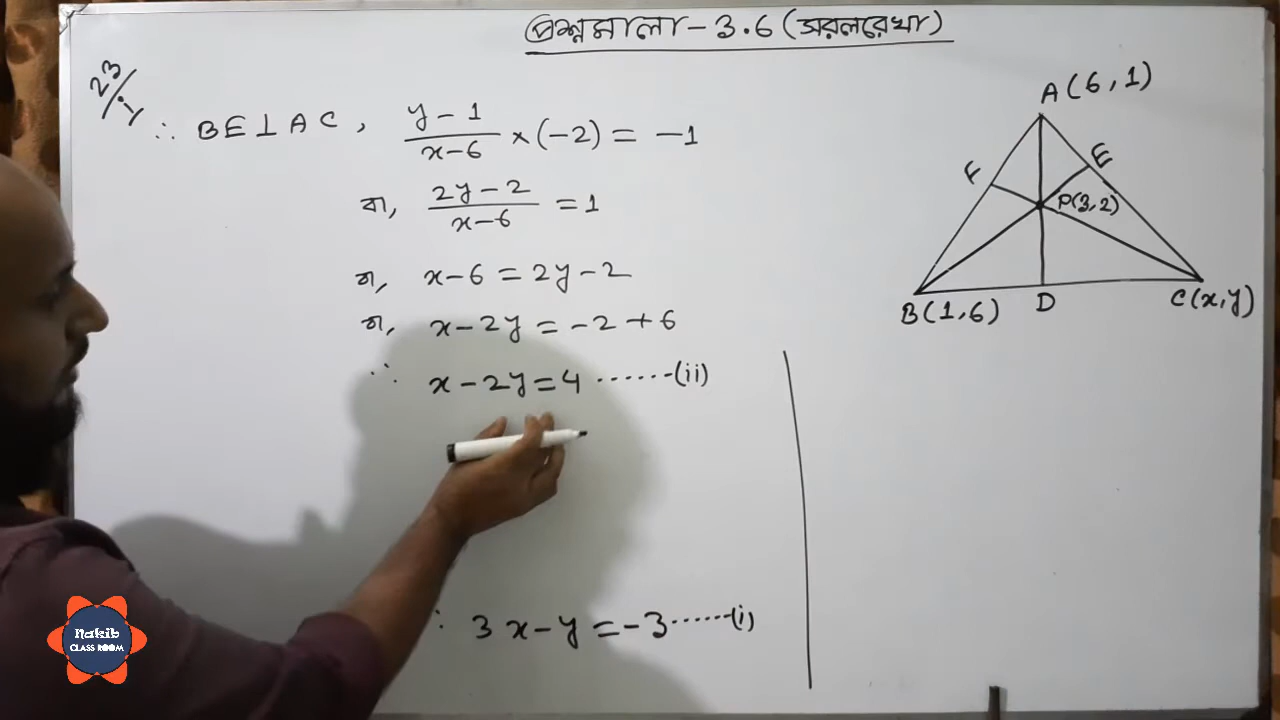 প্রশ্নমালা - 3.6 (সরলরেখা)
23/i
∴ BE⊥AC, (y-1)/(x-6) × (-2) = -1
বা, (2y-2)/(x-6) = 1
বা, x-6 = 2y-2
বা, x-2y = -2+6
∴ x-2y = 4 ......(ii)
∴ 3x-y = -3 ......(i)
A(6,1)
F
E
P(3,2)
B(1,6)
D
C(x,y)
Nakib
CLASS ROOM